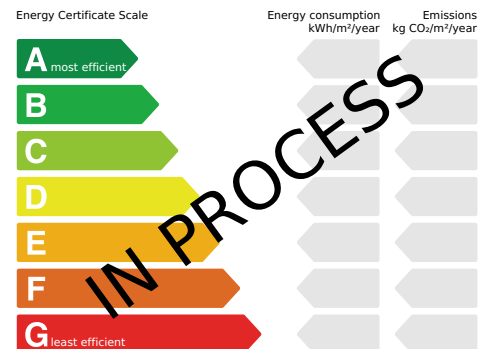 Energy Certificate Scale
Energy consumption
kWh/m²/year
Emissions
kg CO₂/m²/year
A most efficient
B
C
D
E
F
G least efficient
IN PROCESS